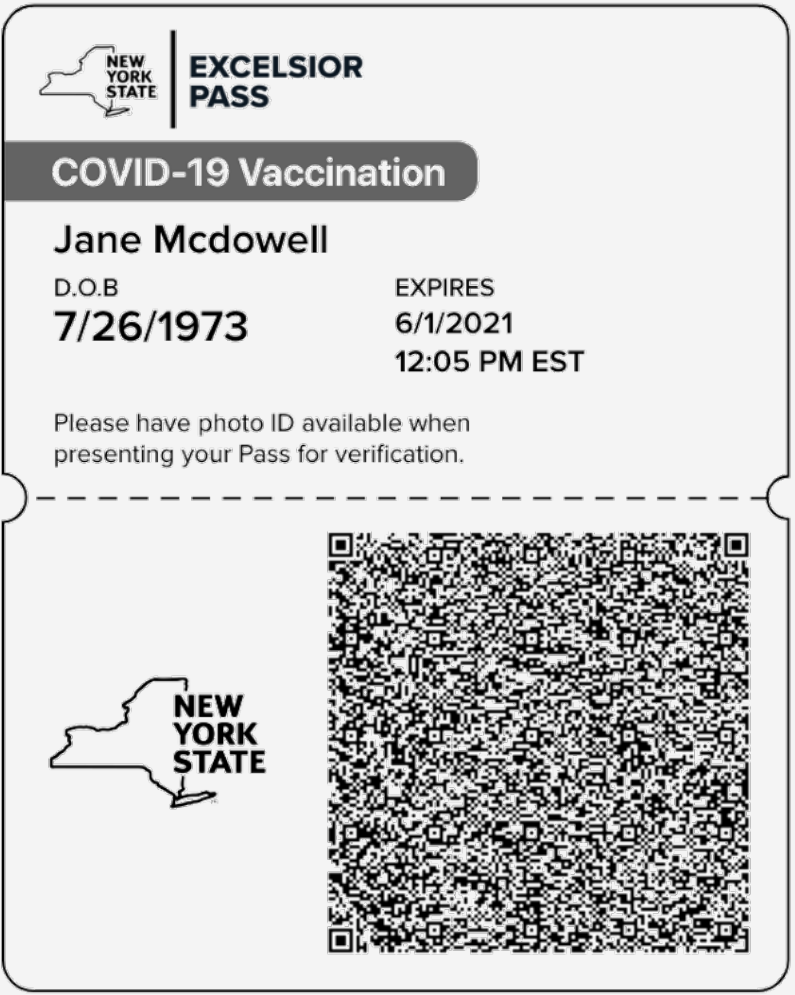 NEW
YORK
STATE
EXCELSIOR
PASS
COVID-19 Vaccination
Jane Mcdowell
D.O.B
7/26/1973
EXPIRES
6/1/2021
12:05 PM EST
Please have photo ID available when
presenting your Pass for verification.
NEW
YORK
STATE